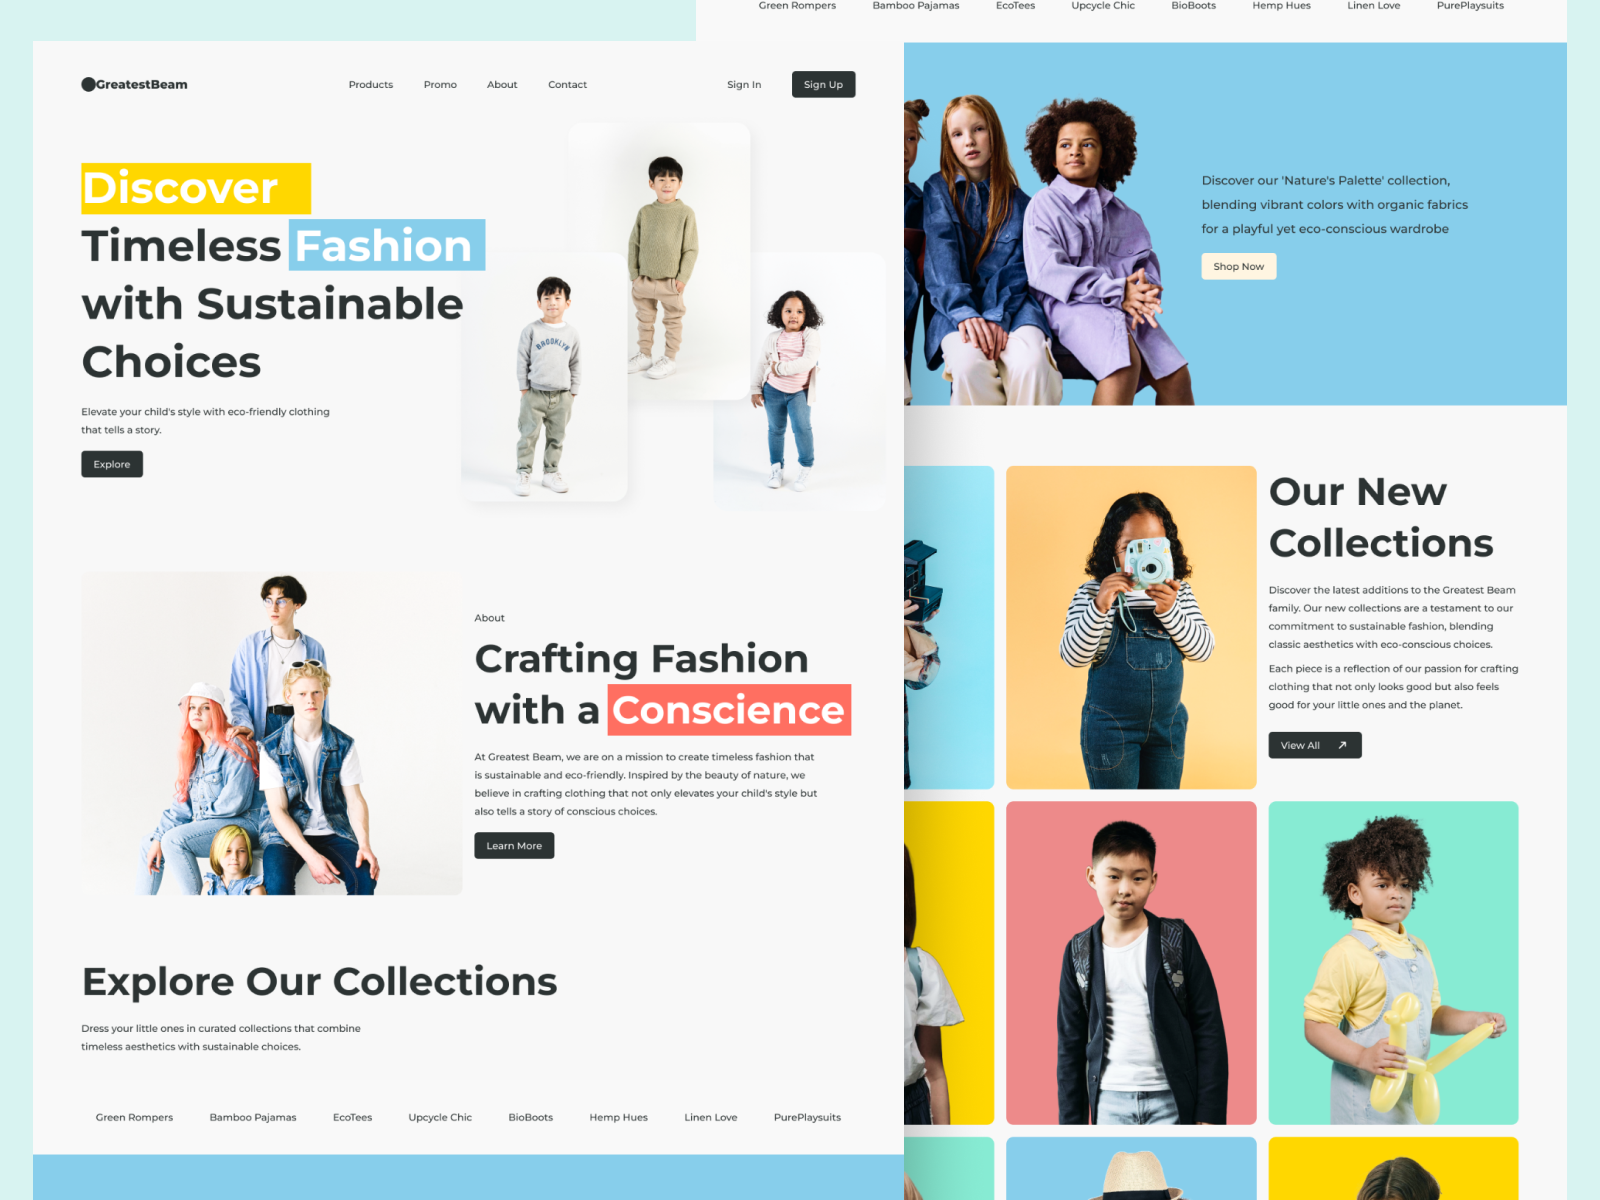 GreatestBeam
Products
Promo
About
Contact
Sign In
Sign Up
Discover
Timeless Fashion
with Sustainable
Choices
Elevate your child's style with eco-friendly clothing
that tells a story.
Explore
BROOKLYN
About
Crafting Fashion
with a Conscience
At Greatest Beam, we are on a mission to create timeless fashion that
is sustainable and eco-friendly. Inspired by the beauty of nature, we
believe in crafting clothing that not only elevates your child's style but
also tells a story of conscious choices.
Learn More
Explore Our Collections
Dress your little ones in curated collections that combine
timeless aesthetics with sustainable choices.
Green Rompers
Bamboo Pajamas
EcoTees
Upcycle Chic
BioBoots
Hemp Hues
Linen Love
PurePlaysuits
Green Rompers
Bamboo Pajamas
EcoTees
Upcycle Chic
BioBoots
Hemp Hues
Linen Love
PurePlaysuits
Discover our 'Nature's Palette' collection,
blending vibrant colors with organic fabrics
for a playful yet eco-conscious wardrobe
Shop Now
Our New
Collections
Discover the latest additions to the Greatest Beam
family. Our new collections are a testament to our
commitment to sustainable fashion, blending
classic aesthetics with eco-conscious choices.
Each piece is a reflection of our passion for crafting
clothing that not only looks good but also feels
good for your little ones and the planet.
View All